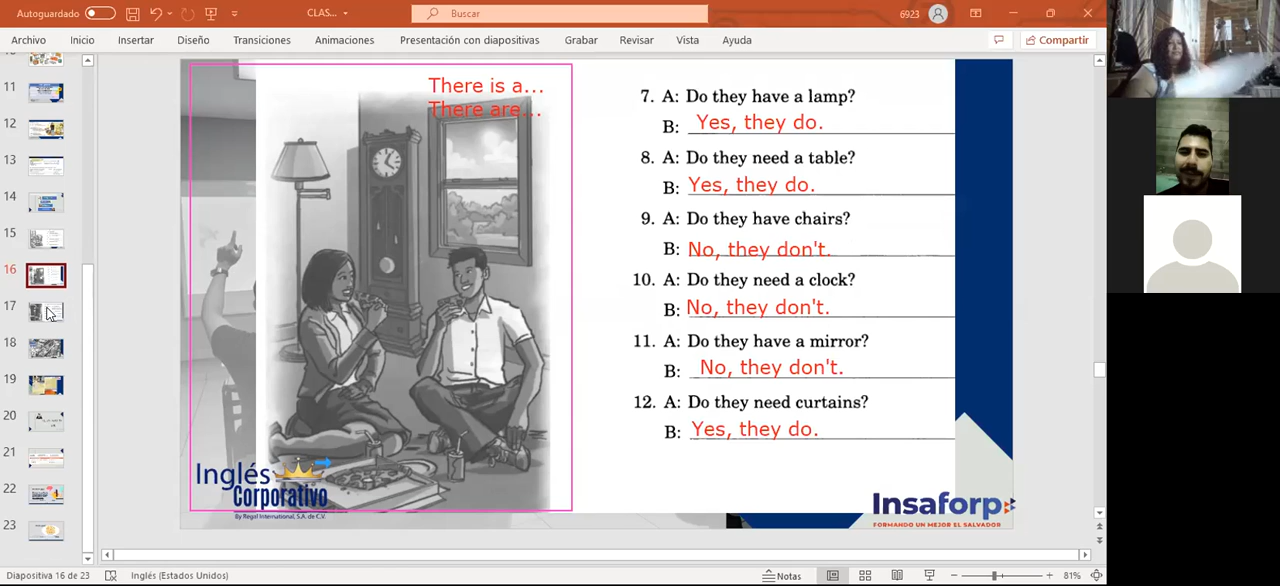 Autoguardado
CLAS...
Buscar
6923
Archivo
Inicio
Insertar
Diseño
Transiciones
Animaciones
Presentación con diapositivas
Grabar
Revisar
Vista
Ayuda
Compartir
11
12
13
14
15
16
17
18
19
20
21
22
23
There is a...
There are...
7. A: Do they have a lamp?
B: Yes, they do.
8. A: Do they need a table?
B: Yes, they do.
9. A: Do they have chairs?
B: No, they don't.
10. A: Do they need a clock?
B: No, they don't.
11. A: Do they have a mirror?
B: No, they don't.
12. A: Do they need curtains?
B: Yes, they do.
Inglés
Corporativo
By Regal International, S.A. de C.V.
Insaforp
FORMANDO UN MEJOR EL SALVADOR
Diapositiva 16 de 23
Inglés (Estados Unidos)
Notas
81%